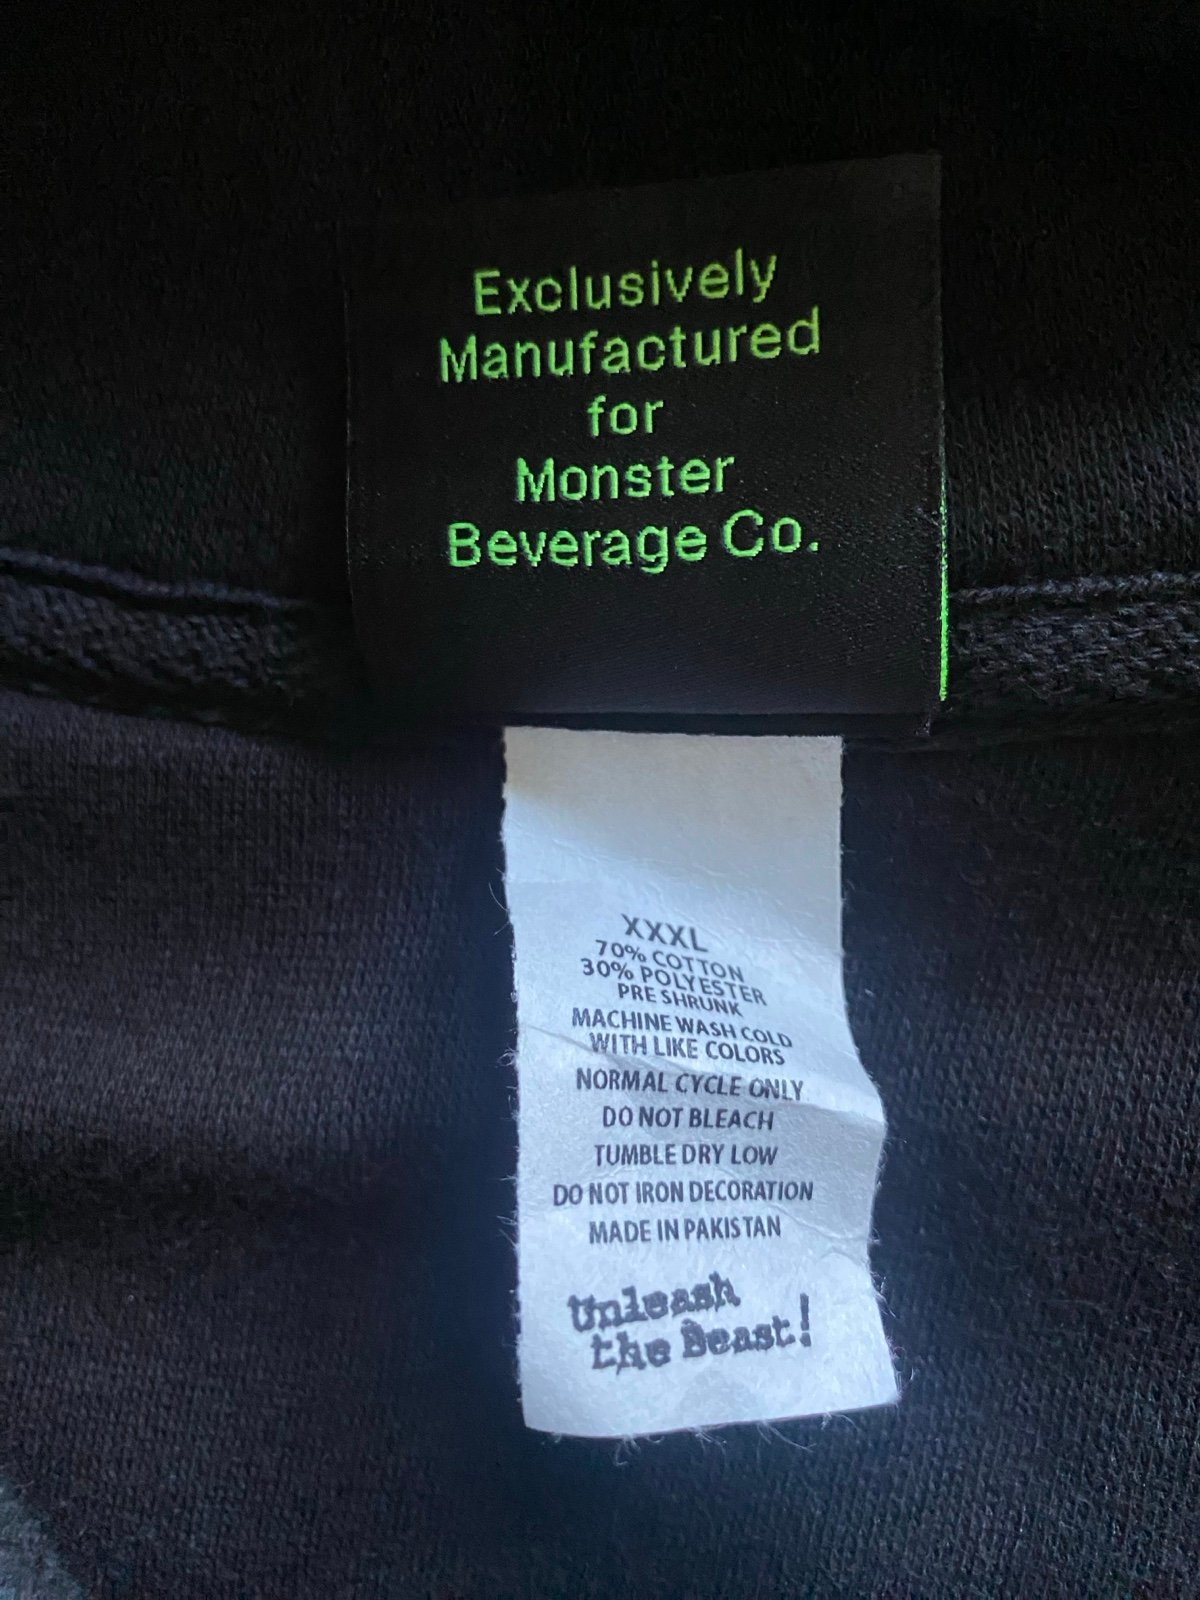 Exclusively
Manufactured
for
Monster
Beverage Co.
XXXL
70% COTTON
30% POLYESTER
PRE SHRUNK
MACHINE WASH COLD
WITH LIKE COLORS
NORMAL CYCLE ONLY
DO NOT BLEACH
TUMBLE DRY LOW
DO NOT IRON DECORATION
MADE IN PAKISTAN
Unleash
the Beast!